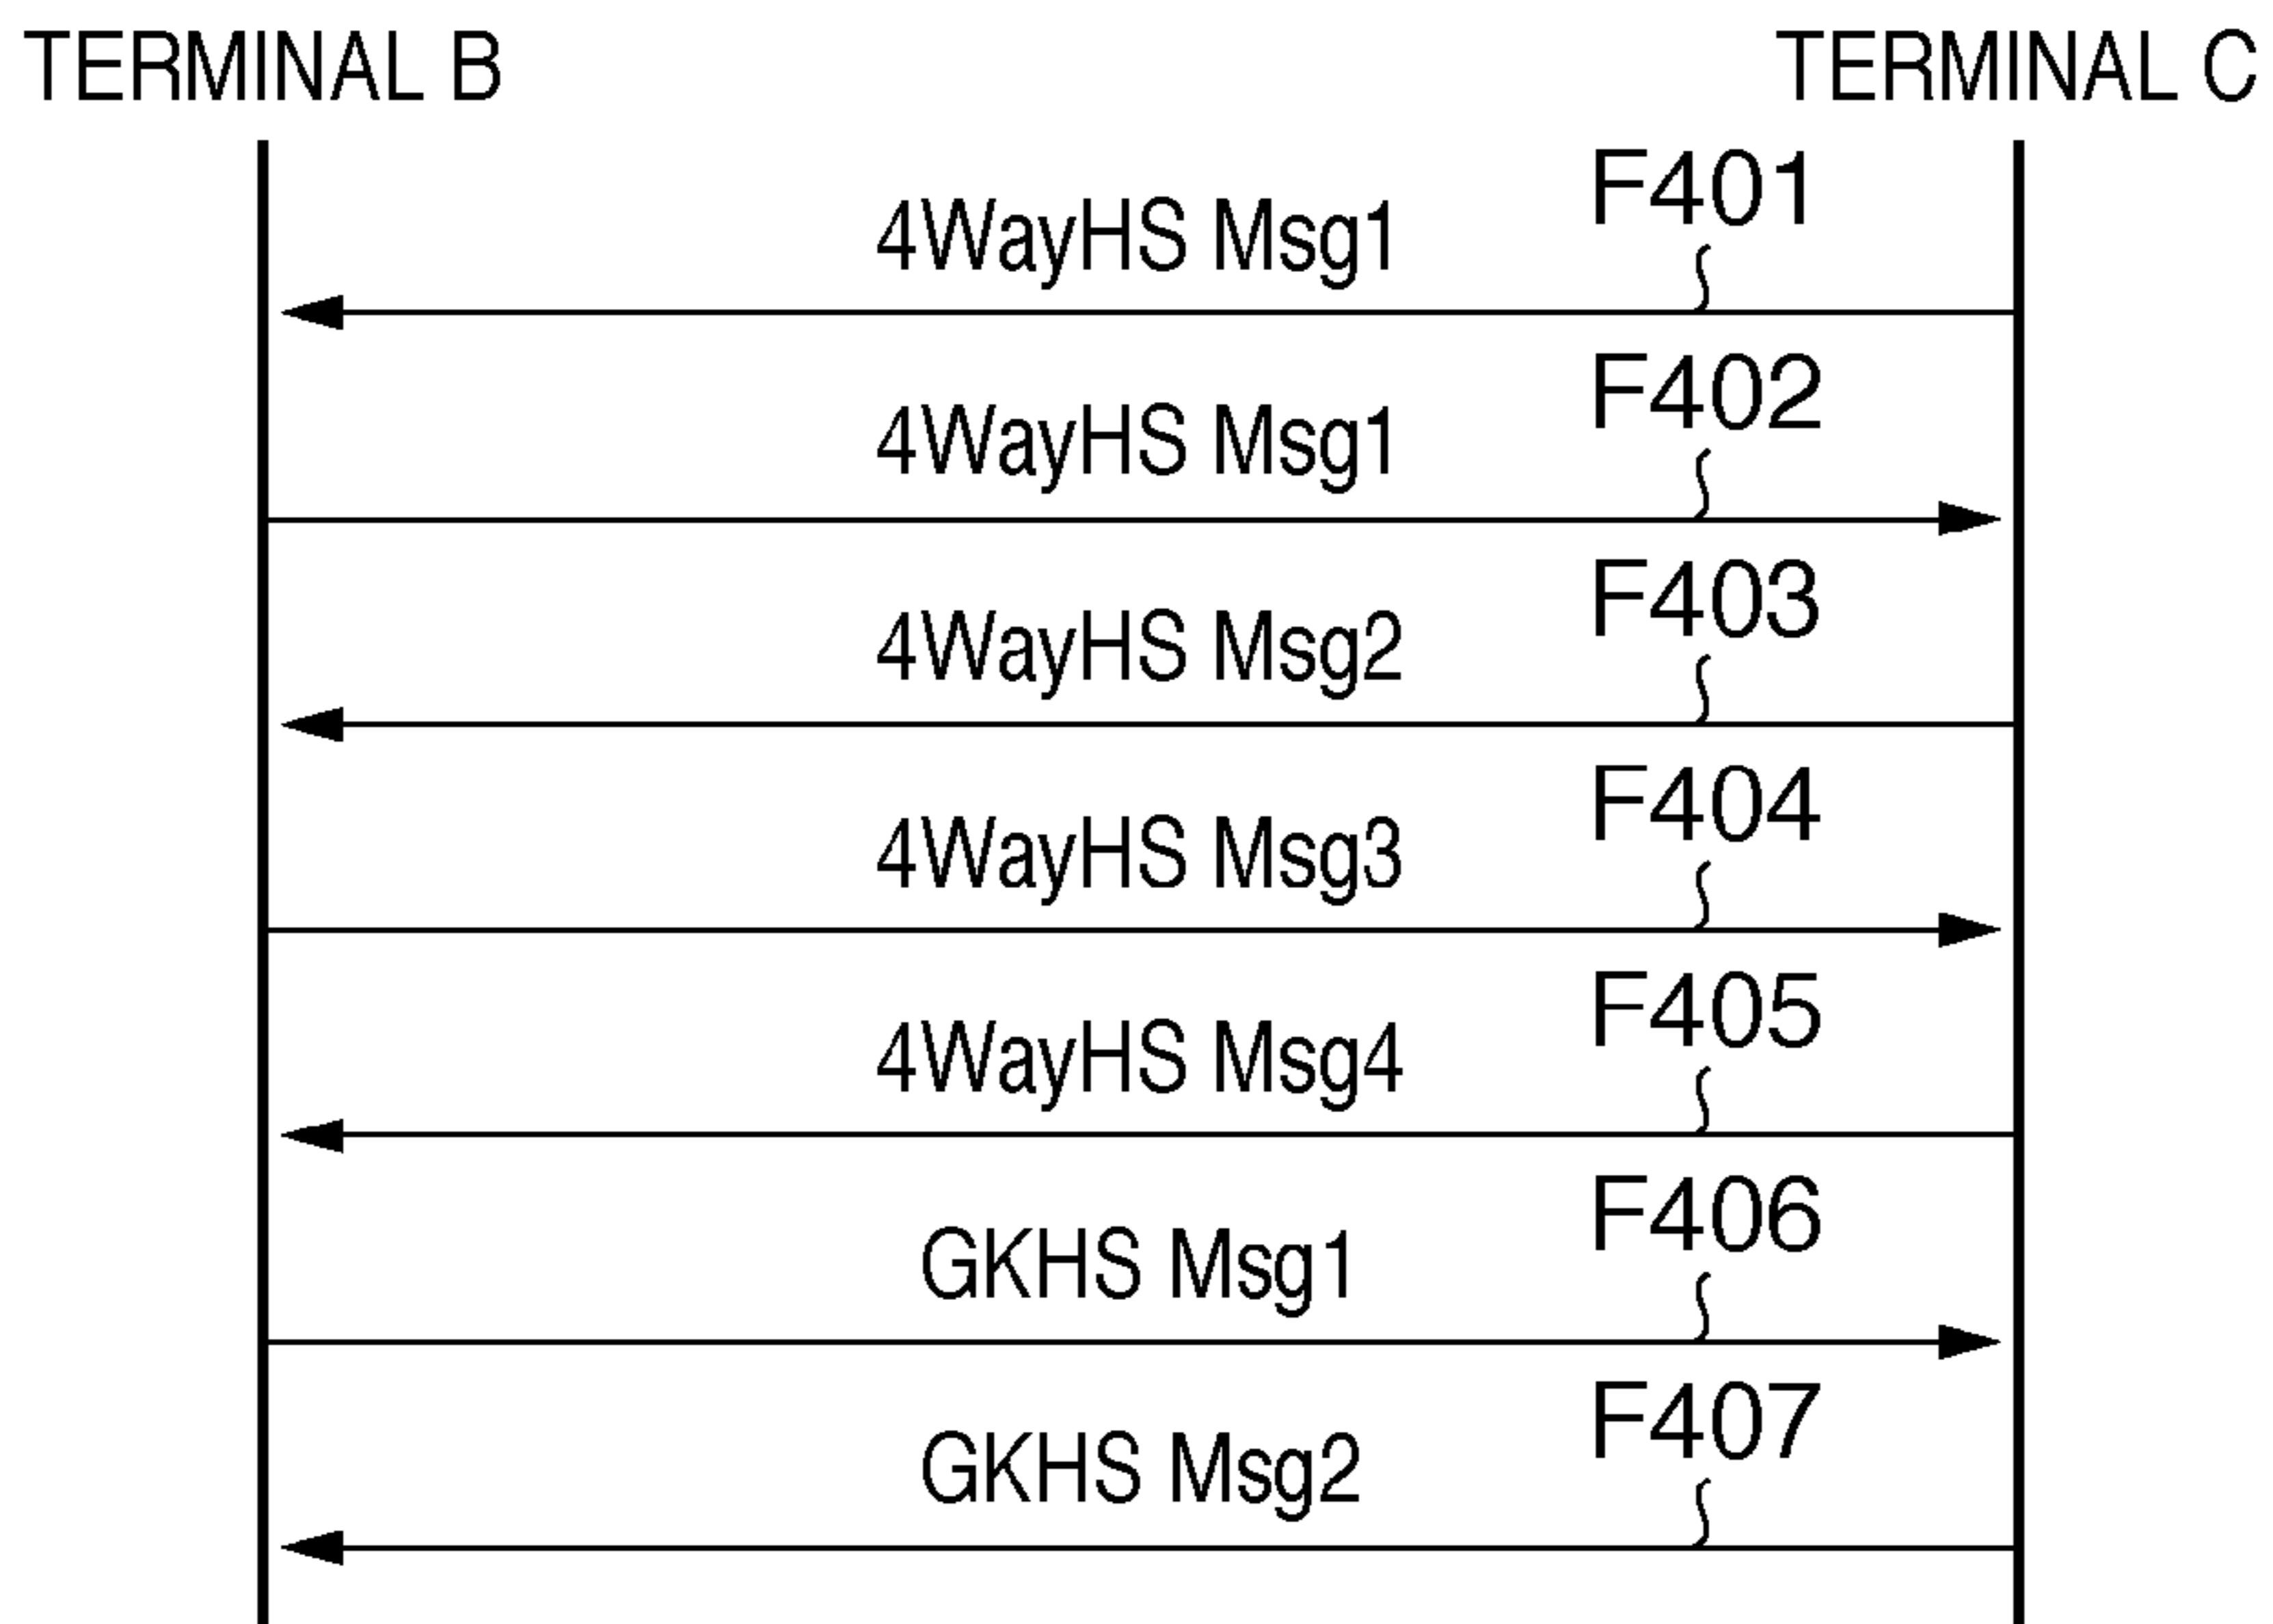 TERMINAL B
TERMINAL C
F401
4WayHS Msg1
F402
4WayHS Msg1
F403
4WayHS Msg2
F404
4WayHS Msg3
F405
4WayHS Msg4
F406
GKHS Msg1
F407
GKHS Msg2